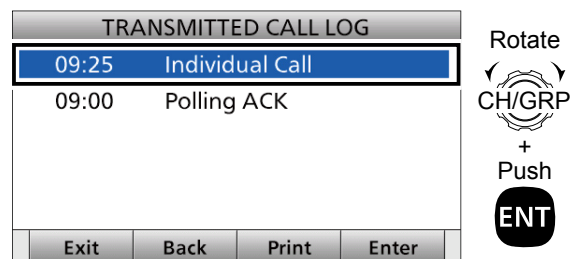 TRANSMITTED CALL LOG
09:25 Individual Call
09:00 Polling ACK
Exit Back Print Enter
Rotate
CH/GRP
+
Push
ENT